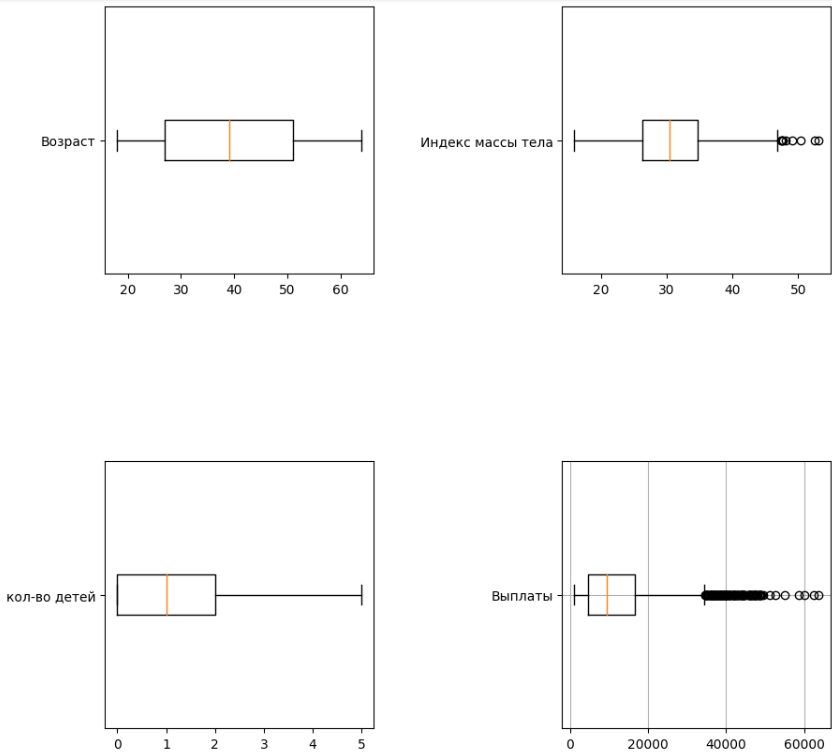 Возраст
20 30 40 50 60
Индекс массы тела
20 30 40 50
кол-во детей
0 1 2 3 4 5
Выплаты
0 20000 40000 60000